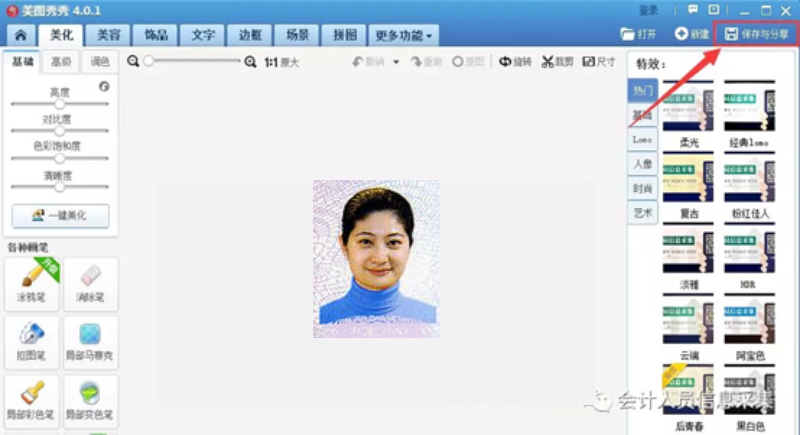 美图秀秀 4.0.1
登录
美化 美容 饰品 文字 边框 场景 拼图 更多功能
打开 新建 保存与分享
基础 高级 调色
1:1原大 撤销 重做 原图 旋转 裁剪 尺寸
亮度
对比度
色彩饱和度
清晰度
一键美化
各种画笔
涂鸦笔 消除笔
抠图笔 局部马赛克
局部彩色笔 局部变色笔
特效:
热门
基础
Lomo
人像
时尚
艺术
柔光 经典lomo
复古 粉红佳人
淡雅 HDR
云端 阿宝色
后青春 黑白色
会计人员信息采集